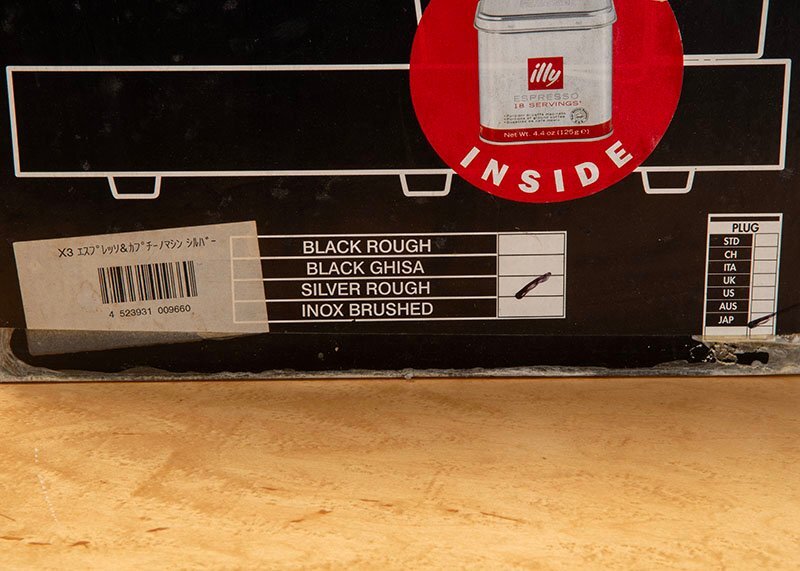 illy
ESPRESSO
18 SERVINGS*
Net Wt. 4.4 oz (125g ℮)
INSIDE
X3 ｴｽﾌﾟﾚｯｿ&ｶﾌﾟﾁｰﾉﾏｼﾝ ｼﾙﾊﾞｰ
4 523931 009660
BLACK ROUGH
BLACK GHISA
SILVER ROUGH
INOX BRUSHED
PLUG
STD
CH
ITA
UK
US
AUS
JAP